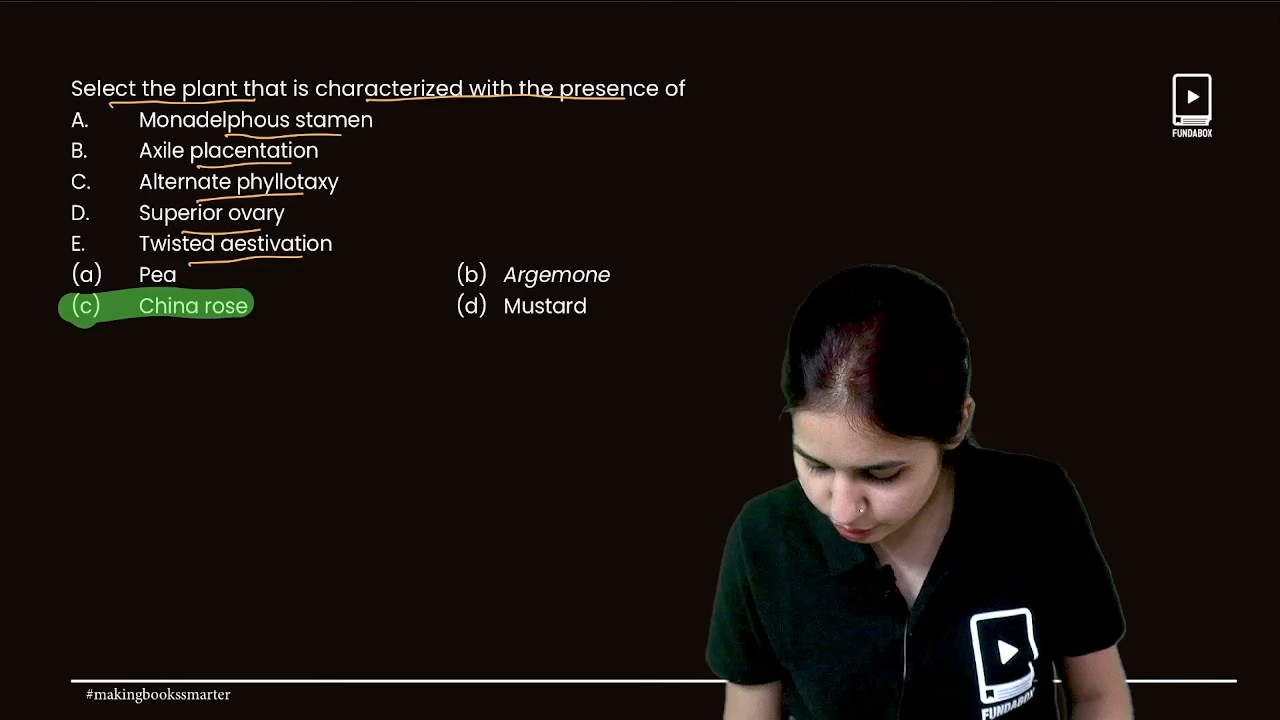 Select the plant that is characterized with the presence of
A. Monadelphous stamen
B. Axile placentation
C. Alternate phyllotaxy
D. Superior ovary
E. Twisted aestivation
(a) Pea (b) Argemone
(c) China rose (d) Mustard
FUNDABOX
#makingbookssmarter
FUNDABOX